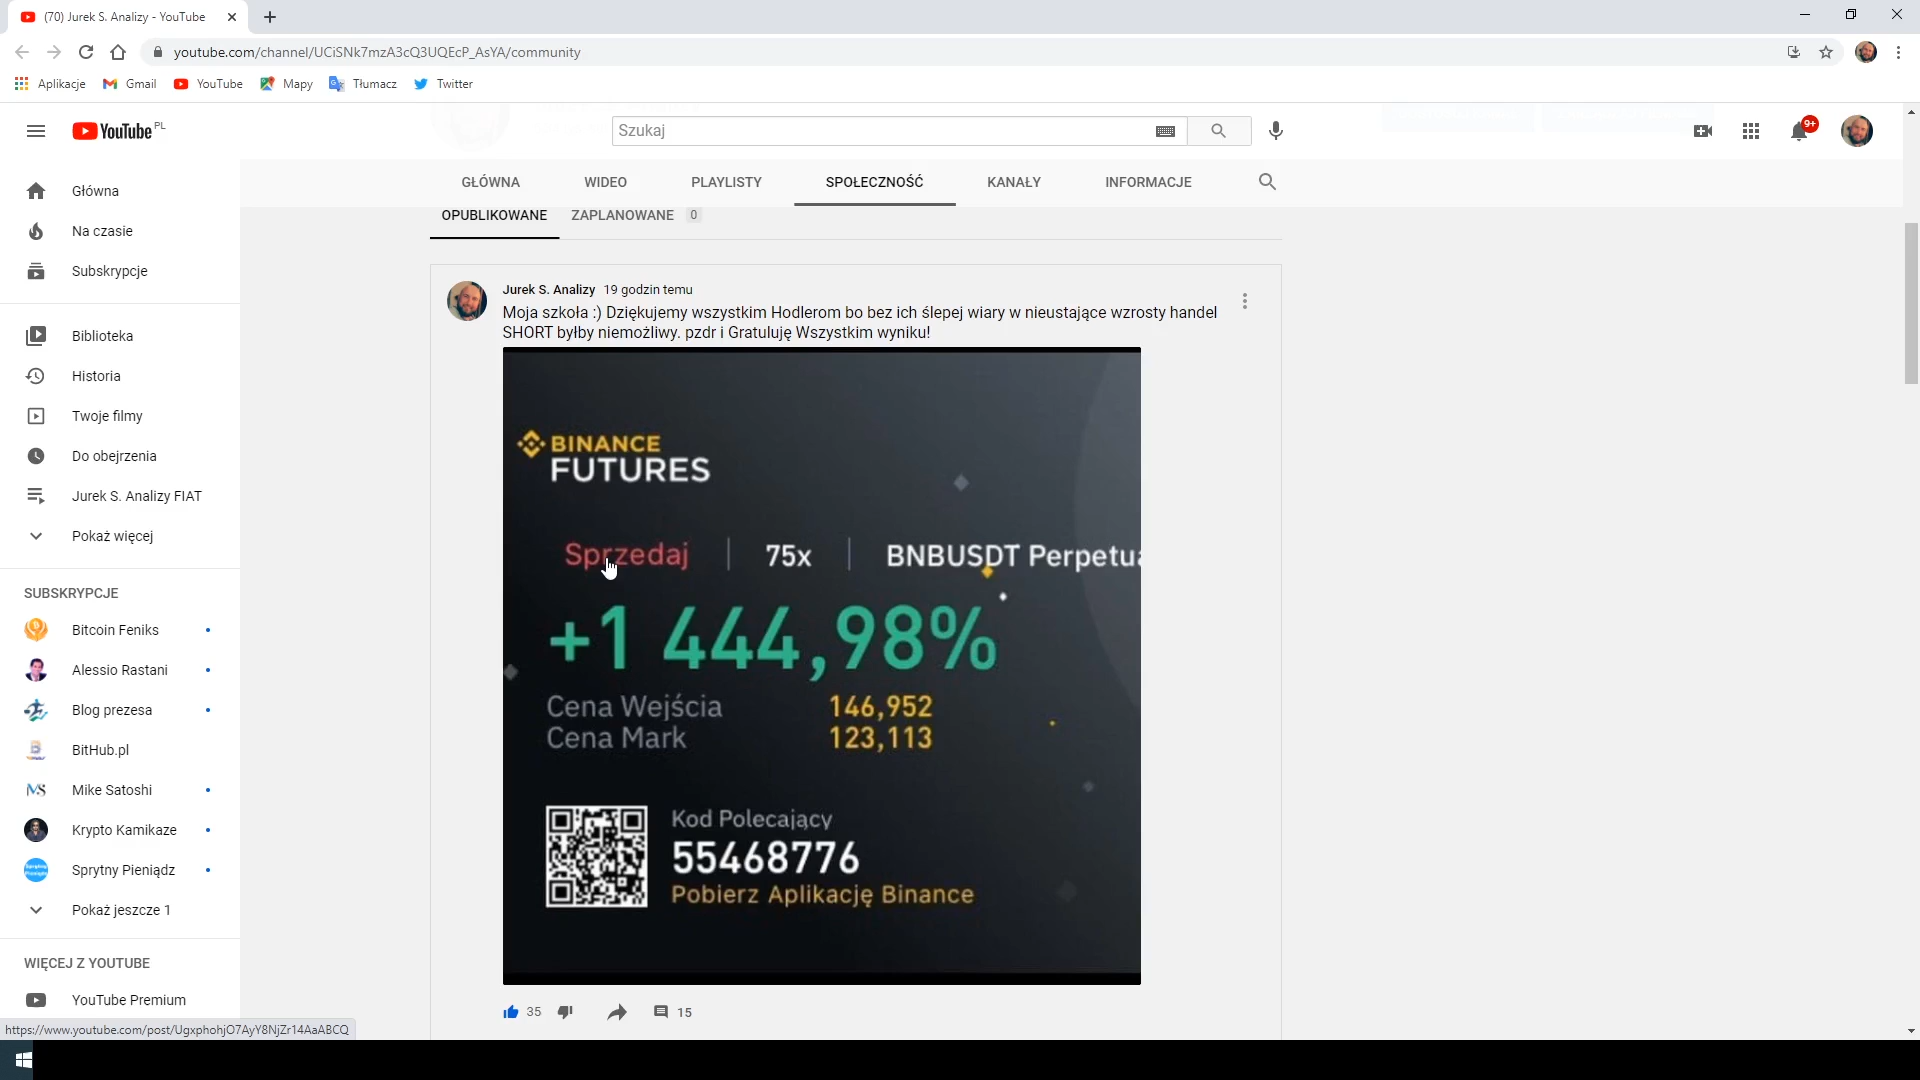 (70) Jurek S. Analizy - YouTube
youtube.com/channel/UCiSNk7mzA3cQ3UQEcP_AsYA/community
Aplikacje Gmail YouTube Mapy Tłumacz Twitter
YouTube PL
Szukaj
9+
GŁÓWNA WIDEO PLAYLISTY SPOŁECZNOŚĆ KANAŁY INFORMACJE
OPUBLIKOWANE ZAPLANOWANE 0
Główna
Na czasie
Subskrypcje
Biblioteka
Historia
Twoje filmy
Do obejrzenia
Jurek S. Analizy FIAT
Pokaż więcej
SUBSKRYPCJE
Bitcoin Feniks
Alessio Rastani
Blog prezesa
BitHub.pl
Mike Satoshi
Krypto Kamikaze
Sprytny Pieniądz
Pokaż jeszcze 1
WIĘCEJ Z YOUTUBE
YouTube Premium
Jurek S. Analizy 19 godzin temu
Moja szkoła :) Dziękujemy wszystkim Hodlerom bo bez ich ślepej wiary w nieustające wzrosty handel
SHORT byłby niemożliwy. pzdr i Gratuluję Wszystkim wyniku!
BINANCE
FUTURES
Sprzedaj | 75x | BNBUSDT Perpetua
+1 444,98%
Cena Wejścia 146,952
Cena Mark 123,113
Kod Polecający
55468776
Pobierz Aplikację Binance
35 15
https://www.youtube.com/post/UgxphohjO7AyY8NjZr14AaABCQ